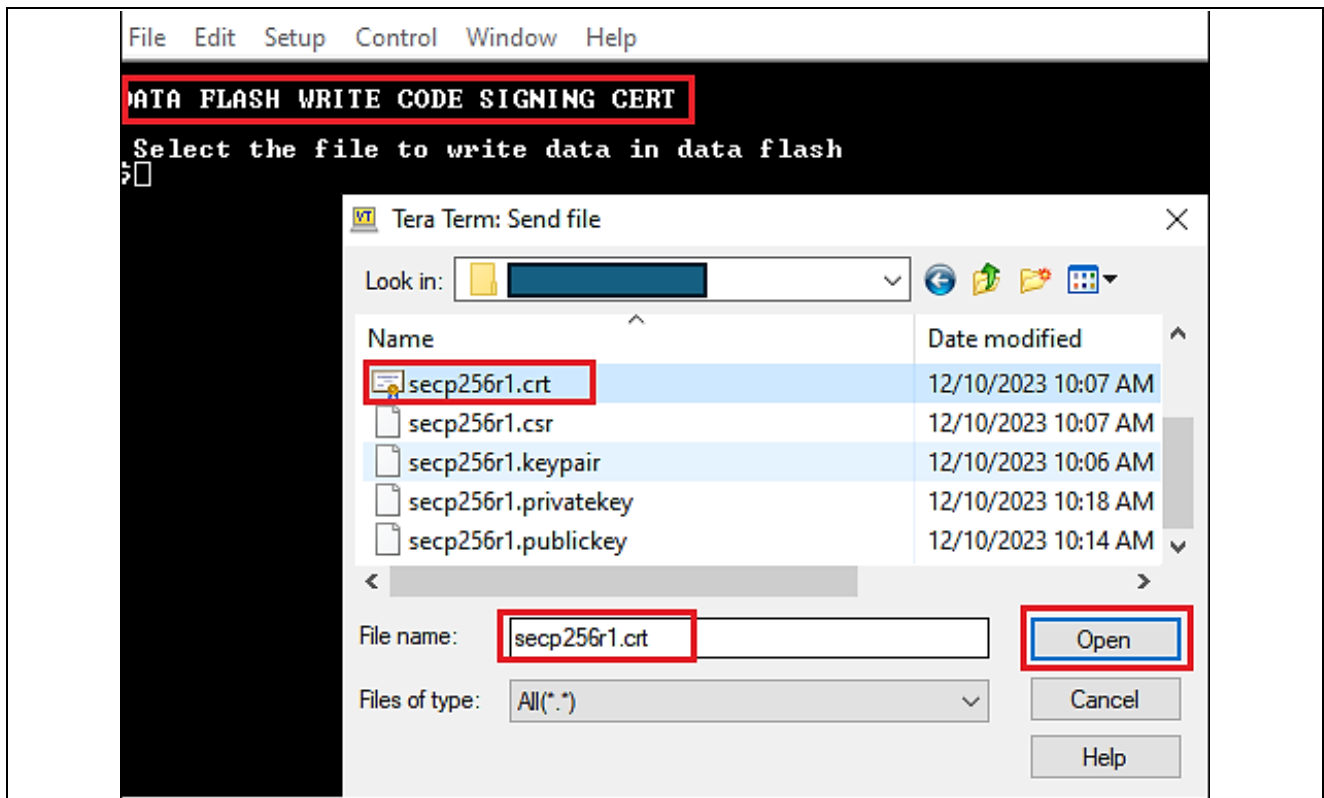 File Edit Setup Control Window Help
DATA FLASH WRITE CODE SIGNING CERT
Select the file to write data in data flash
$
Tera Term: Send file
Look in:
Name Date modified
secp256r1.crt 12/10/2023 10:07 AM
secp256r1.csr 12/10/2023 10:07 AM
secp256r1.keypair 12/10/2023 10:06 AM
secp256r1.privatekey 12/10/2023 10:18 AM
secp256r1.publickey 12/10/2023 10:14 AM
File name: secp256r1.crt Open
Files of type: All(*.*) Cancel
Help